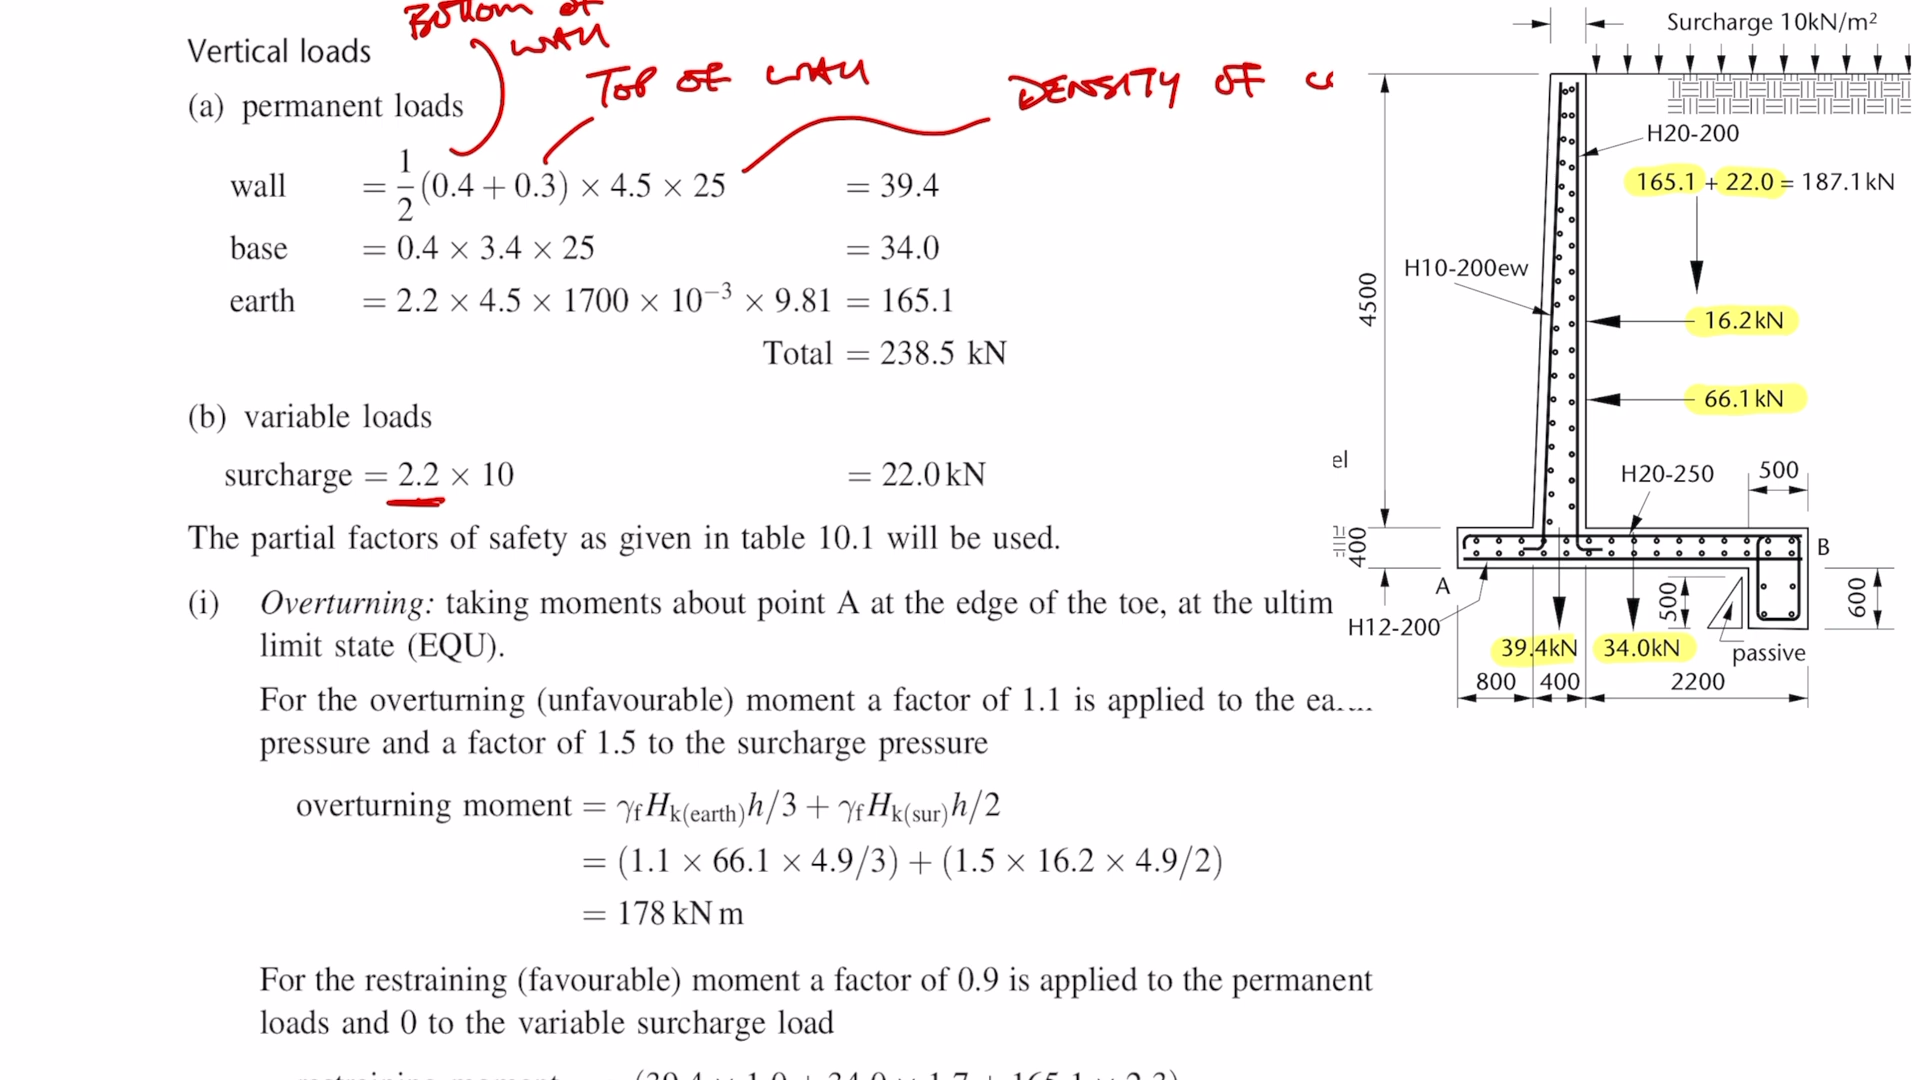 Bottom of
wall
Vertical loads
Top of wall
DENSITY OF
(a) permanent loads
wall = 1/2 (0.4 + 0.3) × 4.5 × 25 = 39.4
base = 0.4 × 3.4 × 25 = 34.0
earth = 2.2 × 4.5 × 1700 × 10⁻³ × 9.81 = 165.1
Total = 238.5 kN
(b) variable loads
surcharge = 2.2 × 10 = 22.0 kN
The partial factors of safety as given in table 10.1 will be used.
(i) Overturning: taking moments about point A at the edge of the toe, at the ultim
limit state (EQU).
For the overturning (unfavourable) moment a factor of 1.1 is applied to the ea
pressure and a factor of 1.5 to the surcharge pressure
overturning moment = γfHk(earth)h/3 + γfHk(sur)h/2
= (1.1 × 66.1 × 4.9/3) + (1.5 × 16.2 × 4.9/2)
= 178 kN m
For the restraining (favourable) moment a factor of 0.9 is applied to the permanent
loads and 0 to the variable surcharge load
Surcharge 10kN/m²
H20-200
165.1 + 22.0 = 187.1kN
H10-200ew
4500
16.2kN
66.1kN
el
H20-250
500
400
B
A
500
600
H12-200
39.4kN
34.0kN
passive
800
400
2200